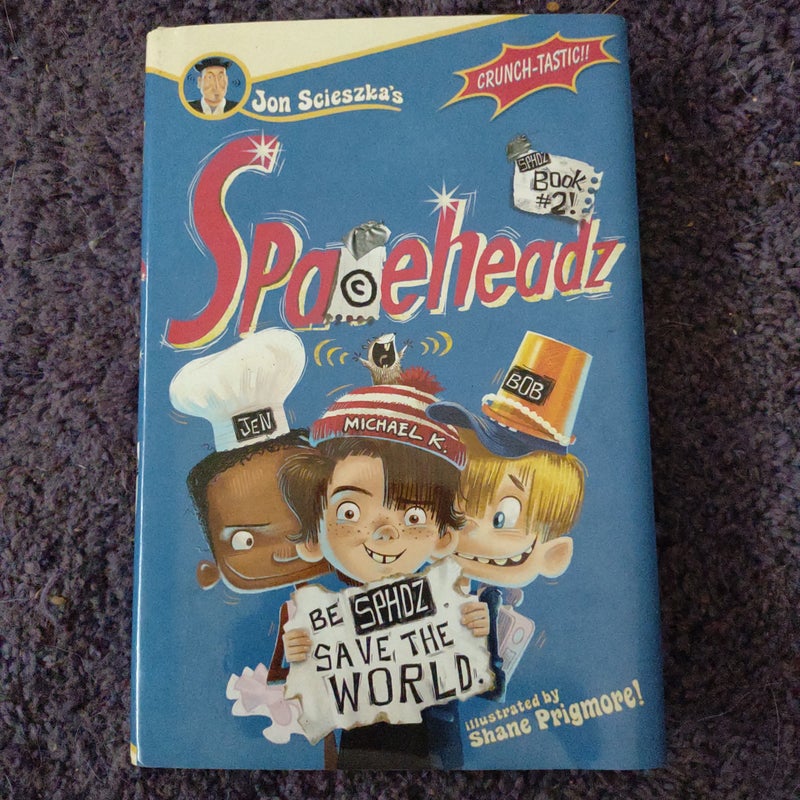 Jon Scieszka's
CRUNCH-TASTIC!!
SPHDZ
Book
#2!
Spaceheadz
JEN
MICHAEL K.
BOB
BE SPHDZ.
SAVE THE
WORLD.
illustrated by
Shane Prigmore!